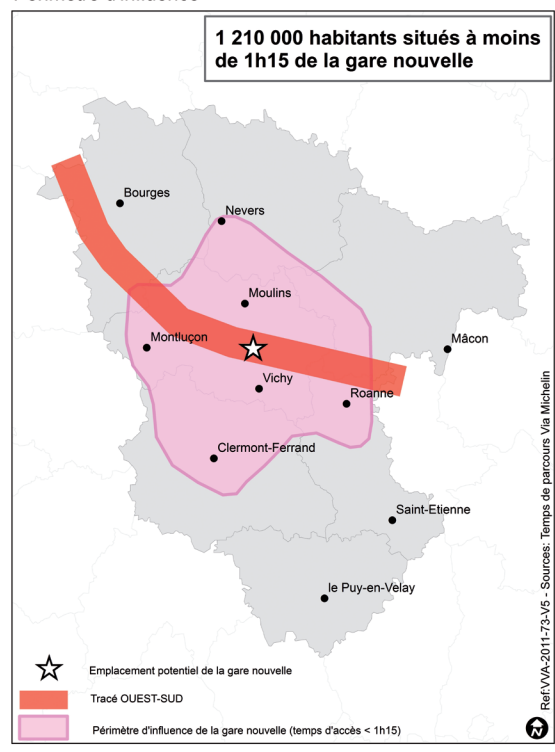 Périmètre d'influence
1 210 000 habitants situés à moins
de 1h15 de la gare nouvelle
Bourges
Nevers
Moulins
Montluçon
Mâcon
Vichy
Roanne
Clermont-Ferrand
Saint-Etienne
le Puy-en-Velay
Emplacement potentiel de la gare nouvelle
Tracé OUEST-SUD
Périmètre d'influence de la gare nouvelle (temps d'accès < 1h15)
Ref:VVA-2011-73-V5 - Sources: Temps de parcours Via Michelin
N